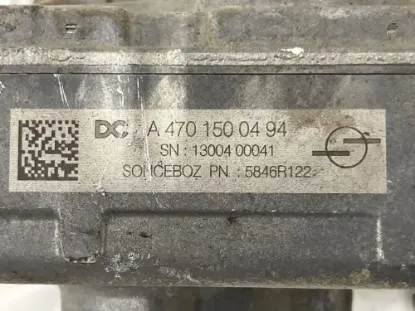 DC A 470 150 04 94
SN : 13004 00041
SONCEBOZ PN. : 5846R122